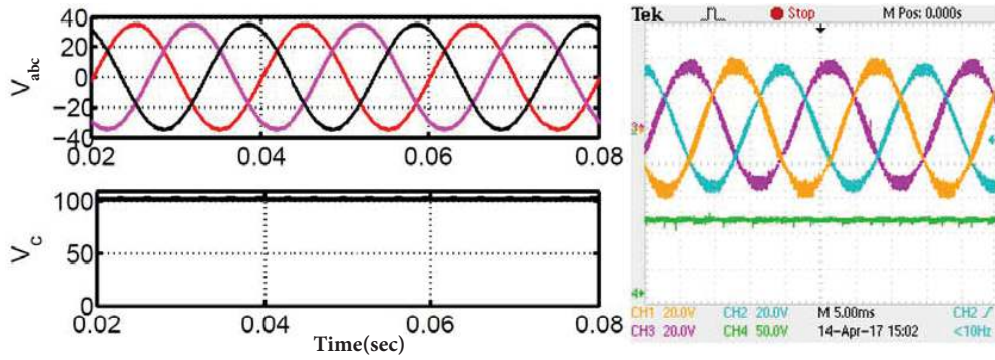 40
20
0
-20
-40
V_abc
0.02 0.04 0.06 0.08
100
50
0
V_C
0.02 0.04 0.06 0.08
Time(sec)
Tek Stop M Pos: 0.000s
3
4
CH1 20.0V CH2 20.0V M 5.00ms CH2
CH3 20.0V CH4 50.0V 14-Apr-17 15:02 <10Hz